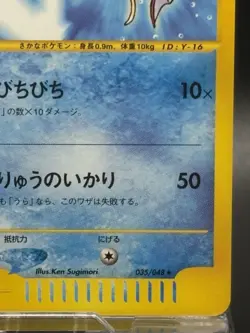 さかなポケモン：身長0.9m、体重10kg ID:Y-16
ぴちぴち 10×
」の数×10ダメージ。
りゅうのいかり 50
も「うら」なら、このワザは失敗する。
抵抗力 にげる
Illus.Ken Sugimori 035/048★